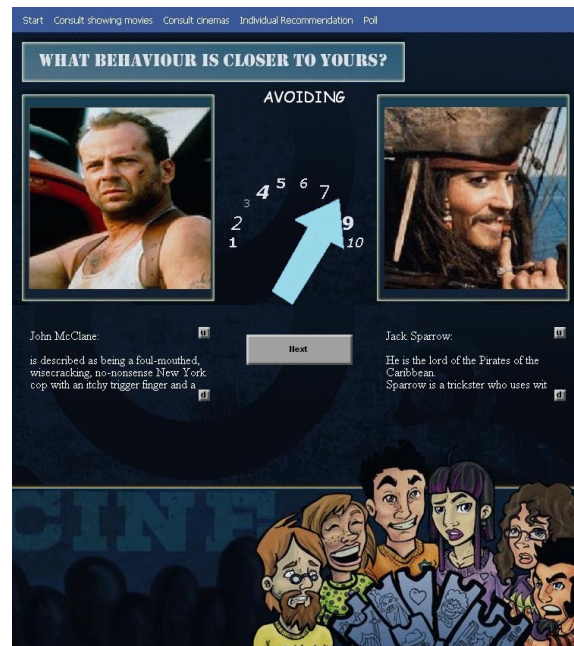 Start Consult showing movies Consult cinemas Individual Recommendation Poll
WHAT BEHAVIOUR IS CLOSER TO YOURS?
AVOIDING
1
2
3
4
5
6
7
9
10
John McClane:
u
is described as being a foul-mouthed,
wisecracking, no-nonsense New York
cop with an itchy trigger finger and a
d
Next
Jack Sparrow:
u
He is the lord of the Pirates of the
Caribbean.
Sparrow is a trickster who uses wit
d
CINE